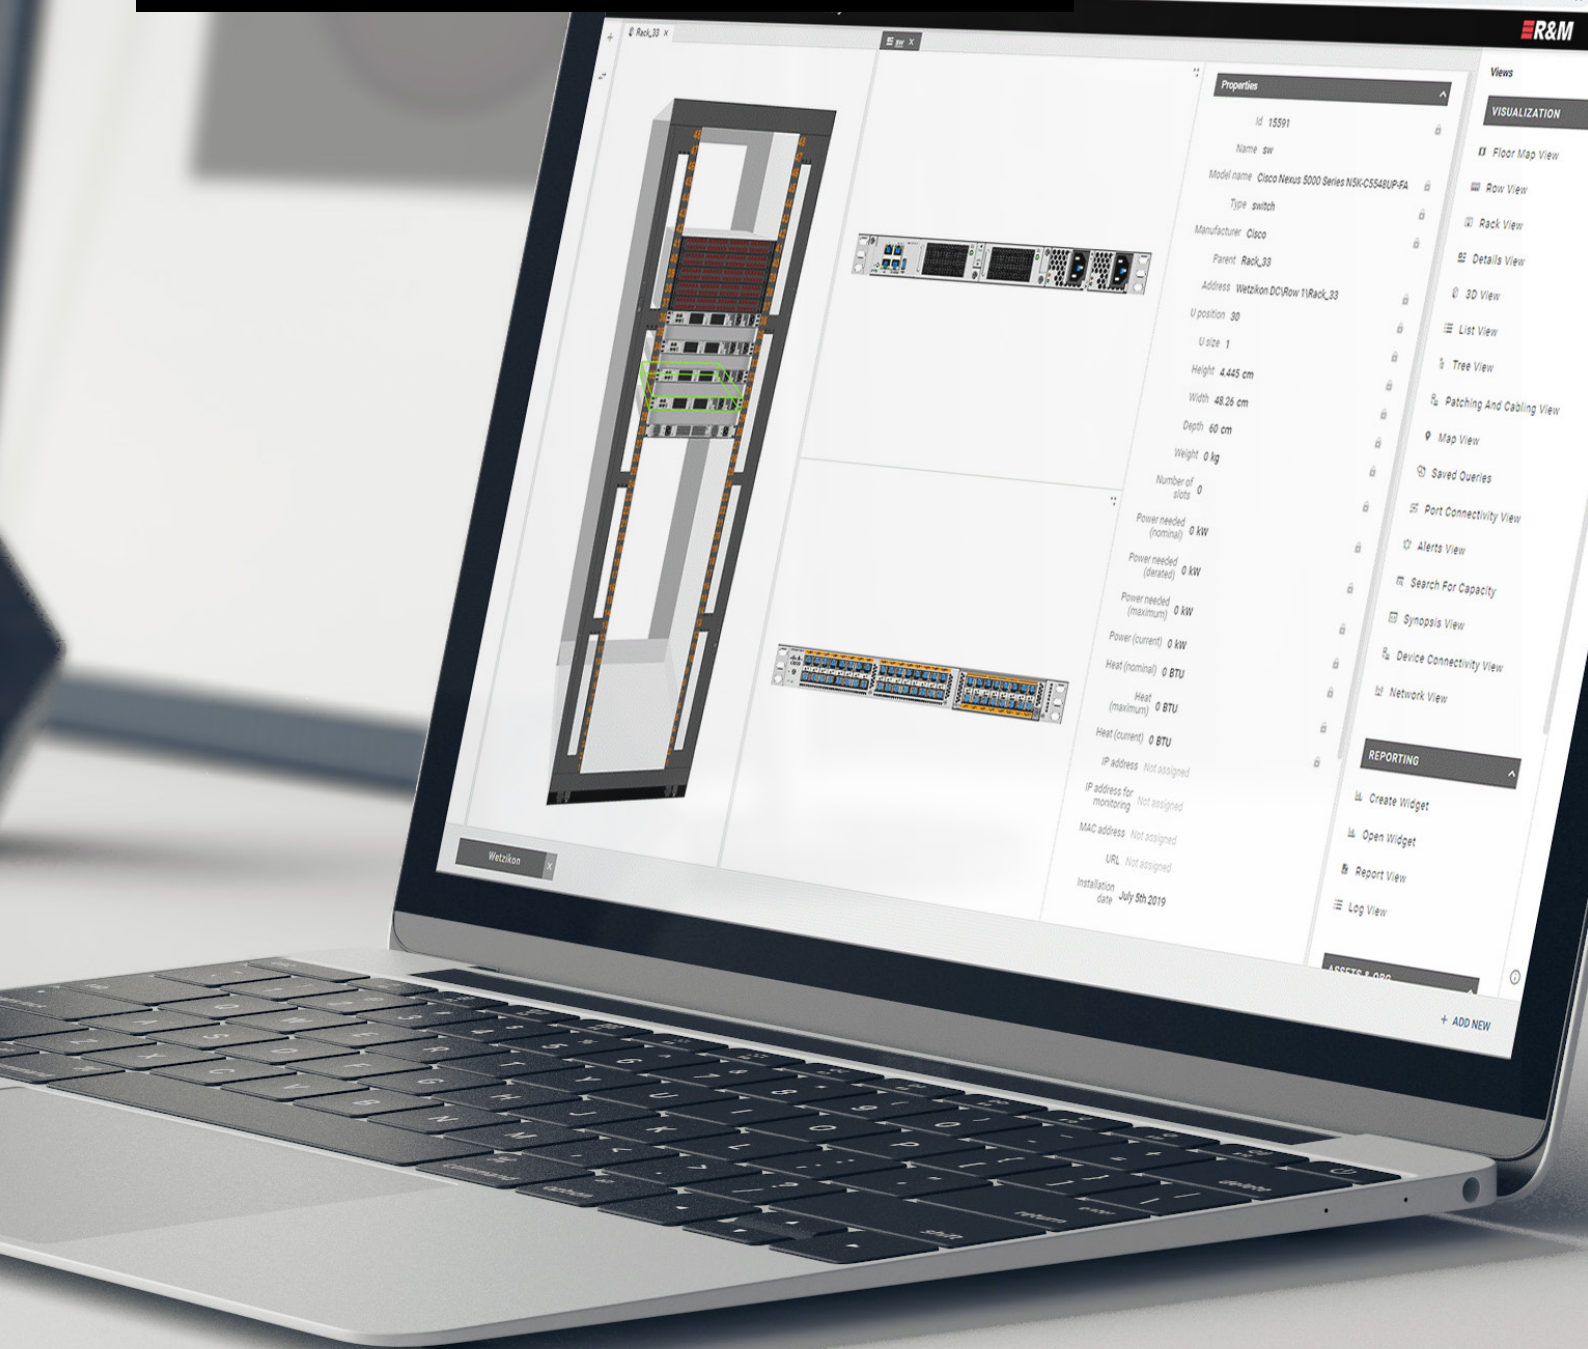 Rack_33 ×
sw ×
R&M
Properties
Id 15591
Name sw
Model name Cisco Nexus 5000 Series N5K-C5548UP-FA
Type switch
Manufacturer Cisco
Parent Rack_33
Address Wetzikon DC\Row 1\Rack_33
U position 30
U size 1
Height 4.445 cm
Width 48.26 cm
Depth 60 cm
Weight 0 kg
Number of
slots 0
Power needed
(nominal) 0 kW
Power needed
(derated) 0 kW
Power needed
(maximum) 0 kW
Power (current) 0 kW
Heat (nominal) 0 BTU
Heat
(maximum) 0 BTU
Heat (current) 0 BTU
IP address Not assigned
IP address for
monitoring Not assigned
MAC address Not assigned
URL Not assigned
Installation
date July 5th 2019
Views
VISUALIZATION
Floor Map View
Row View
Rack View
Details View
3D View
List View
Tree View
Patching And Cabling View
Map View
Saved Queries
Port Connectivity View
Alerts View
Search For Capacity
Synopsis View
Device Connectivity View
Network View
REPORTING
Create Widget
Open Widget
Report View
Log View
ASSETS & ORG
+ ADD NEW
Wetzikon ×
Q W E R T Y U I O P
A S D F G H J K L
Z X C V B N M
command
option
shift
return
enter
delete